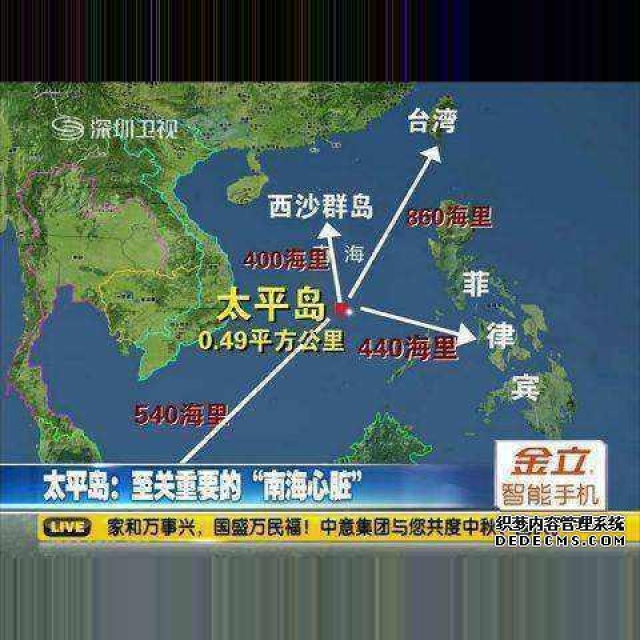 深圳卫视
台湾
西沙群岛
860海里
海
400海里
菲
律
宾
太平岛
0.49平方公里
440海里
540海里
太平岛：至关重要的“南海心脏”
金立
智能手机
LIVE 家和万事兴，国盛万民福！中意集团与您共度中秋
织梦内容管理系统
DEDECMS.COM